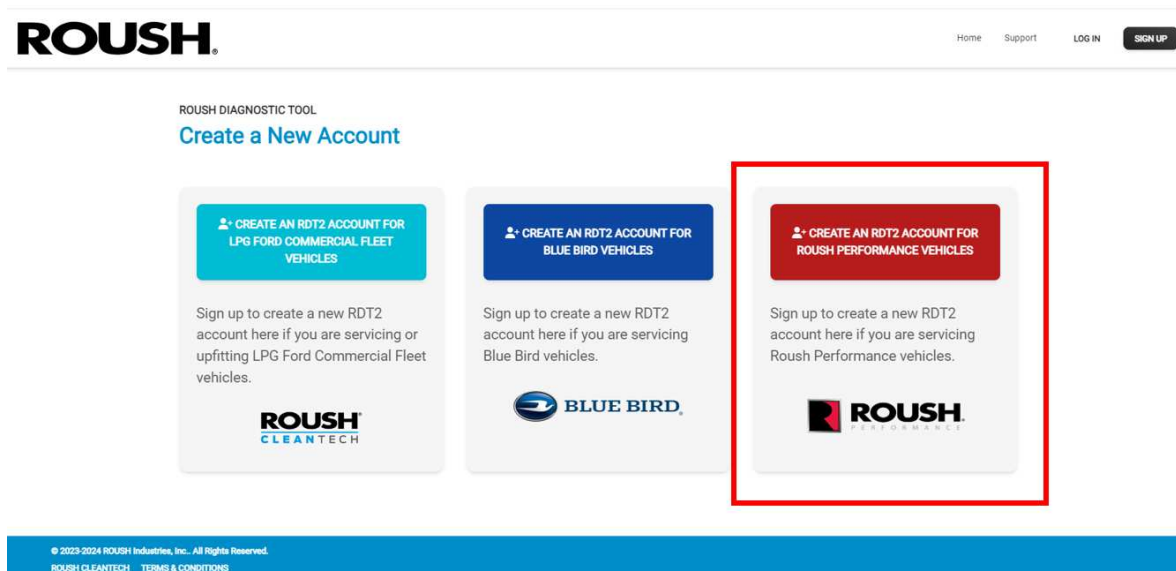 ROUSH®
Home Support LOG IN SIGN UP
ROUSH DIAGNOSTIC TOOL
Create a New Account
CREATE AN RDT2 ACCOUNT FOR
LPG FORD COMMERCIAL FLEET
VEHICLES
Sign up to create a new RDT2
account here if you are servicing or
upfitting LPG Ford Commercial Fleet
vehicles.
ROUSH
CLEANTECH
CREATE AN RDT2 ACCOUNT FOR
BLUE BIRD VEHICLES
Sign up to create a new RDT2
account here if you are servicing
Blue Bird vehicles.
BLUE BIRD
CREATE AN RDT2 ACCOUNT FOR
ROUSH PERFORMANCE VEHICLES
Sign up to create a new RDT2
account here if you are servicing
Roush Performance vehicles.
R ROUSH
PERFORMANCE
© 2023-2024 ROUSH Industries, Inc.. All Rights Reserved.
ROUSH CLEANTECH TERMS & CONDITIONS